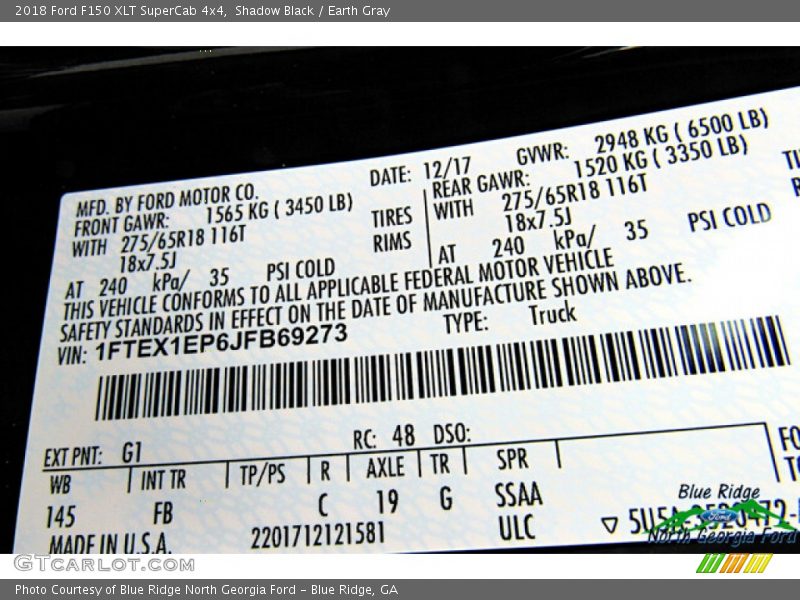 2018 Ford F150 XLT SuperCab 4x4,  Shadow Black / Earth Gray
MFD. BY FORD MOTOR CO.
DATE: 12/17
GVWR: 2948 KG ( 6500 LB)
FRONT GAWR: 1565 KG ( 3450 LB)
REAR GAWR: 1520 KG ( 3350 LB)
WITH 275/65R18 116T TIRES
WITH 275/65R18 116T
18x7.5J RIMS
18x7.5J
AT 240 kPa/ 35 PSI COLD
AT 240 kPa/ 35 PSI COLD
THIS VEHICLE CONFORMS TO ALL APPLICABLE FEDERAL MOTOR VEHICLE
SAFETY STANDARDS IN EFFECT ON THE DATE OF MANUFACTURE SHOWN ABOVE.
VIN: 1FTEX1EP6JFB69273
TYPE: Truck
EXT PNT: G1 RC: 48 DSO:
WB INT TR TP/PS R AXLE TR SPR
145 FB C 19 G SSAA
MADE IN U.S.A. 2201712121581 ULC
Blue Ridge
Ford
North Georgia Ford
GTcarlot.com
Photo Courtesy of Blue Ridge North Georgia Ford – Blue Ridge, GA